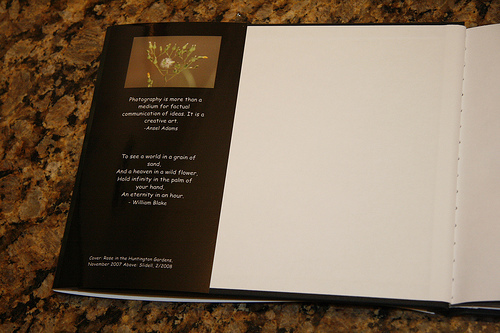 Photography is more than a
medium for factual
communication of ideas. It is a
creative art.
-Ansel Adams
To see a world in a grain of
sand,
And a heaven in a wild flower,
Hold infinity in the palm of
your hand,
An eternity in an hour.
- William Blake
Cover: Rose in the Huntington Gardens,
November 2007 Above: Slidell, 2/2008